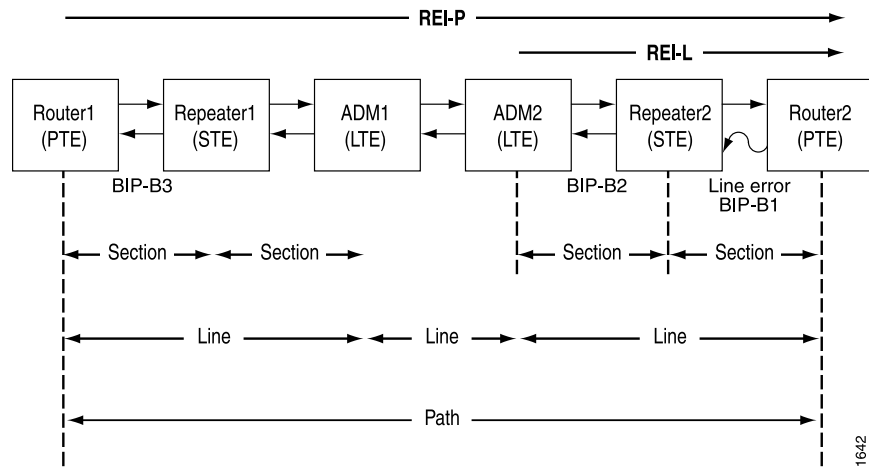 REI-P
REI-L
Router1
(PTE)
Repeater1
(STE)
ADM1
(LTE)
ADM2
(LTE)
Repeater2
(STE)
Router2
(PTE)
BIP-B3
BIP-B2
Line error
BIP-B1
Section
Section
Section
Section
Line
Line
Line
Path
1642